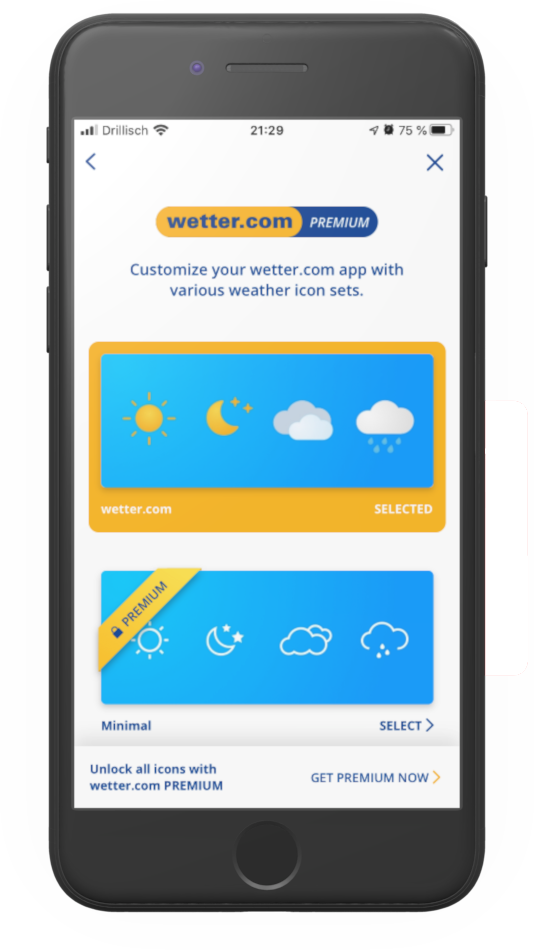 Drillisch 21:29 75 %
wetter.com PREMIUM
Customize your wetter.com app with
various weather icon sets.
wetter.com SELECTED
PREMIUM
Minimal SELECT
Unlock all icons with
wetter.com PREMIUM
GET PREMIUM NOW